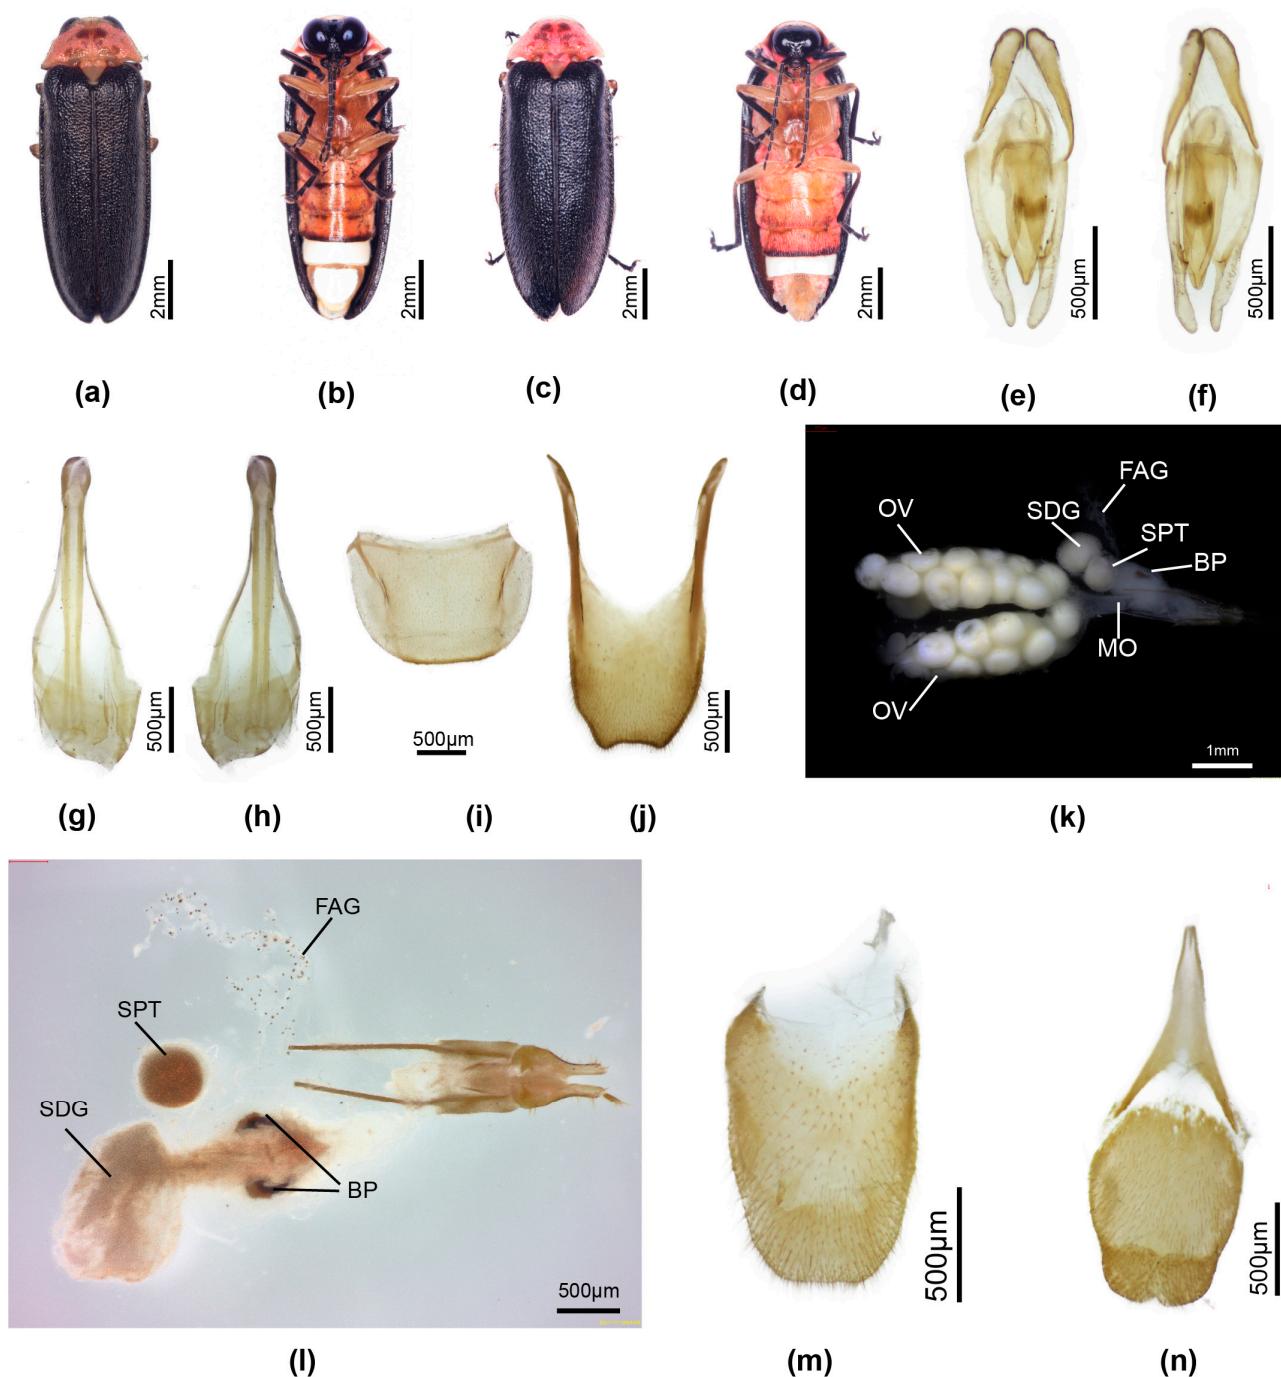 2mm
2mm
2mm
2mm
500µm
500µm
(a)
(b)
(c)
(d)
(e)
(f)
500µm
500µm
500µm
500µm
OV
FAG
SDG
SPT
BP
MO
OV
1mm
(g)
(h)
(i)
(j)
(k)
FAG
SPT
SDG
BP
500µm
500µm
500µm
(l)
(m)
(n)